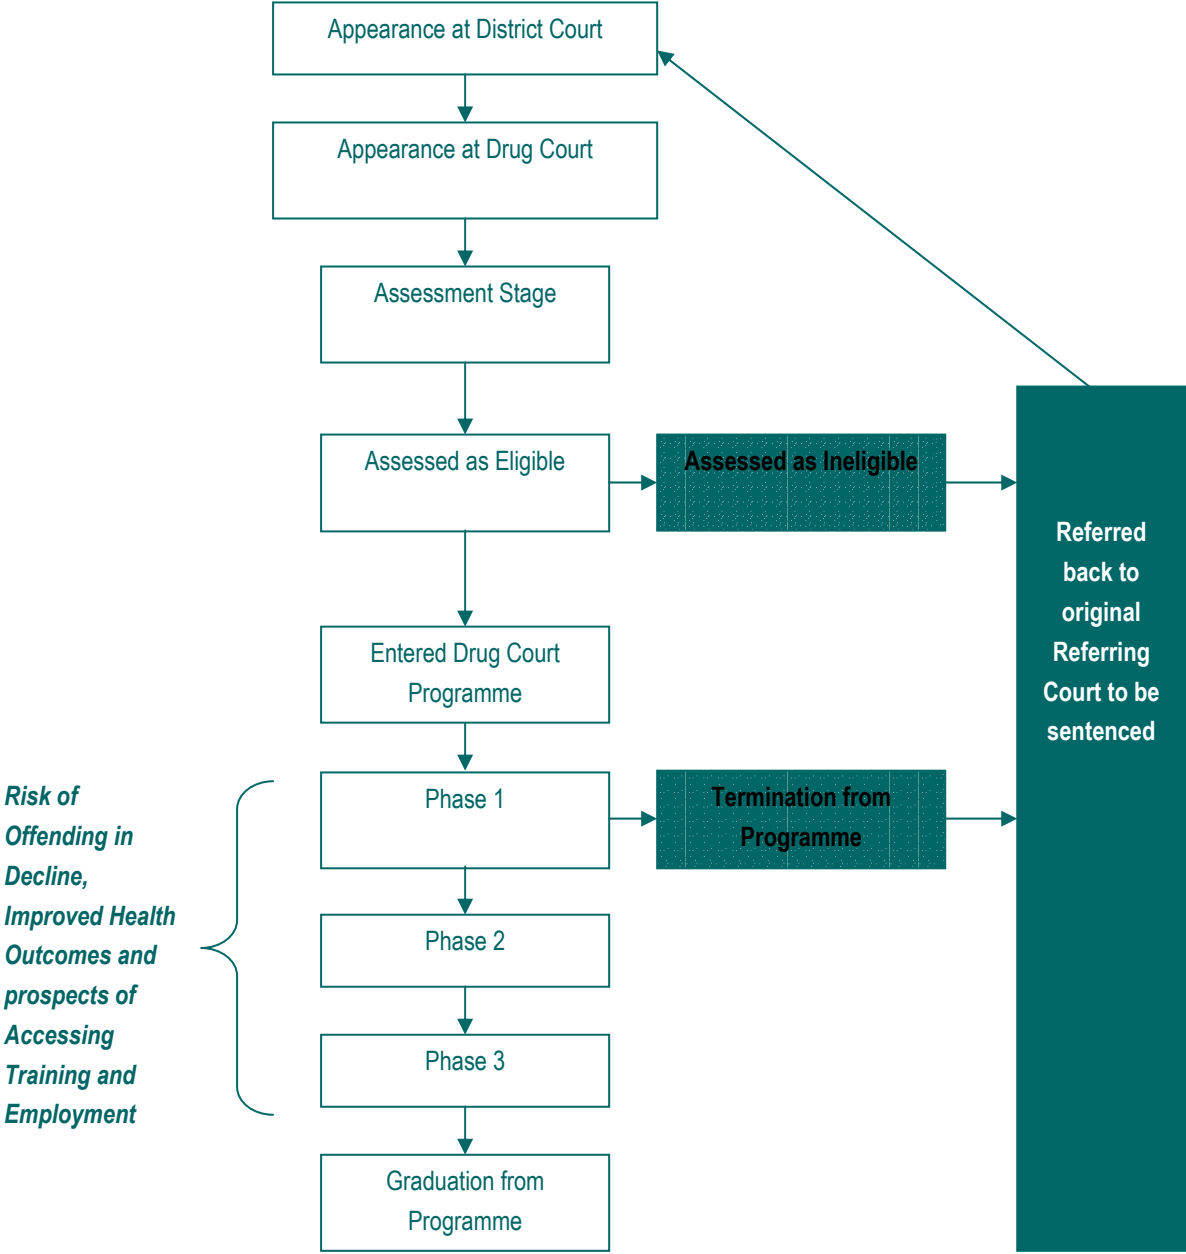 Appearance at District Court
Appearance at Drug Court
Assessment Stage
Assessed as Eligible
Assessed as Ineligible
Referred
back to
original
Referring
Court to be
sentenced
Entered Drug Court
Programme
Risk of
Offending in
Decline,
Improved Health
Outcomes and
prospects of
Accessing
Training and
Employment
Phase 1
Termination from
Programme
Phase 2
Phase 3
Graduation from
Programme